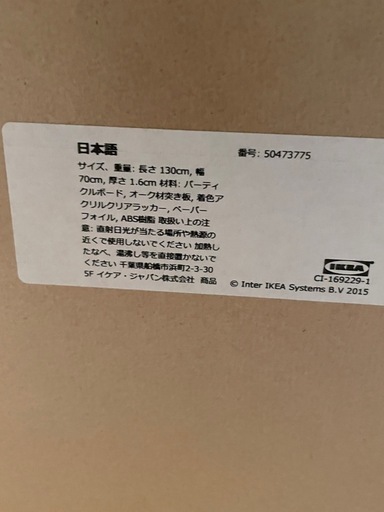 日本語
番号: 50473775
サイズ、重量: 長さ 130cm, 幅
70cm, 厚さ 1.6cm 材料: パーティ
クルボード, オーク材突き板, 着色ア
クリルクリアラッカー, ペーパー
フォイル, ABS樹脂 取扱い上の注
意: 直射日光が当たる場所や熱源の
近くで使用しないでください 加熱し
たなべ、湯沸し等を直接置かないで
ください 千葉県船橋市浜町2-3-30
5F イケア・ジャパン株式会社 商品
IKEA
CI-169229-1
© Inter IKEA Systems B.V 2015